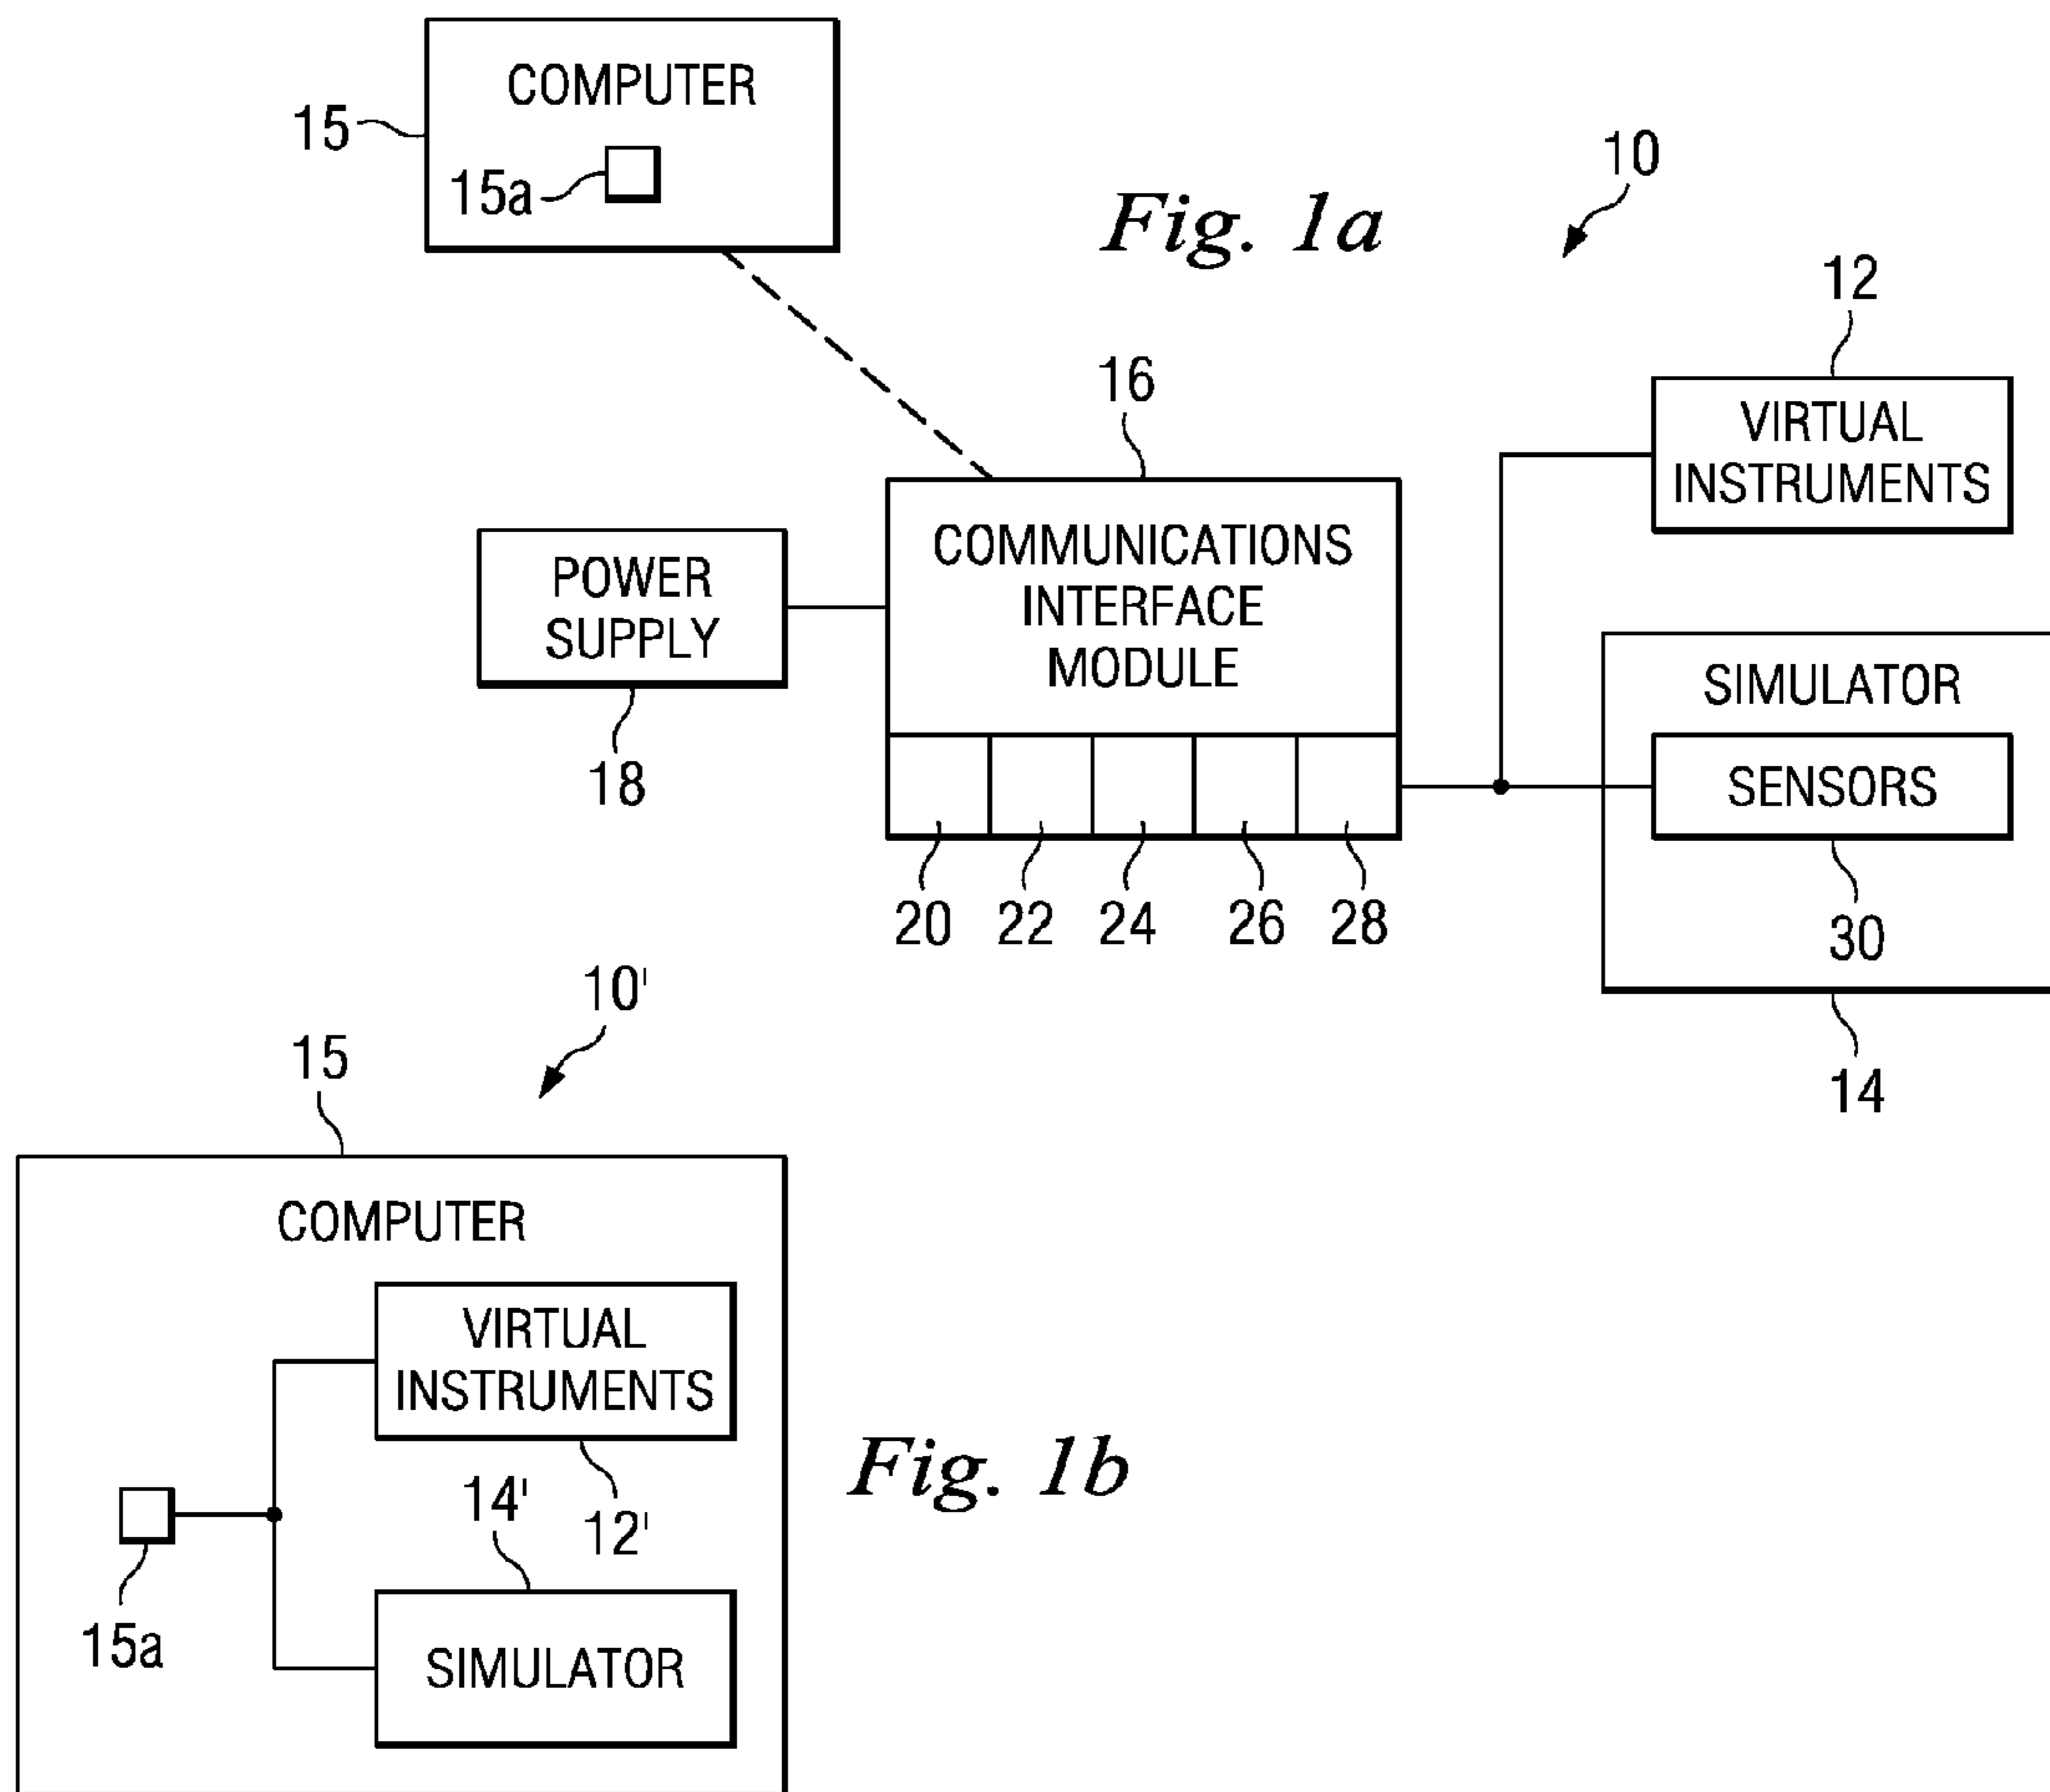 COMPUTER
15
15a
Fig. 1a
10
12
VIRTUAL
INSTRUMENTS
16
COMMUNICATIONS
INTERFACE
MODULE
POWER
SUPPLY
18
SIMULATOR
SENSORS
20 22 24 26 28
30
14
10'
15
COMPUTER
VIRTUAL
INSTRUMENTS
Fig. 1b
14'
12'
15a
SIMULATOR